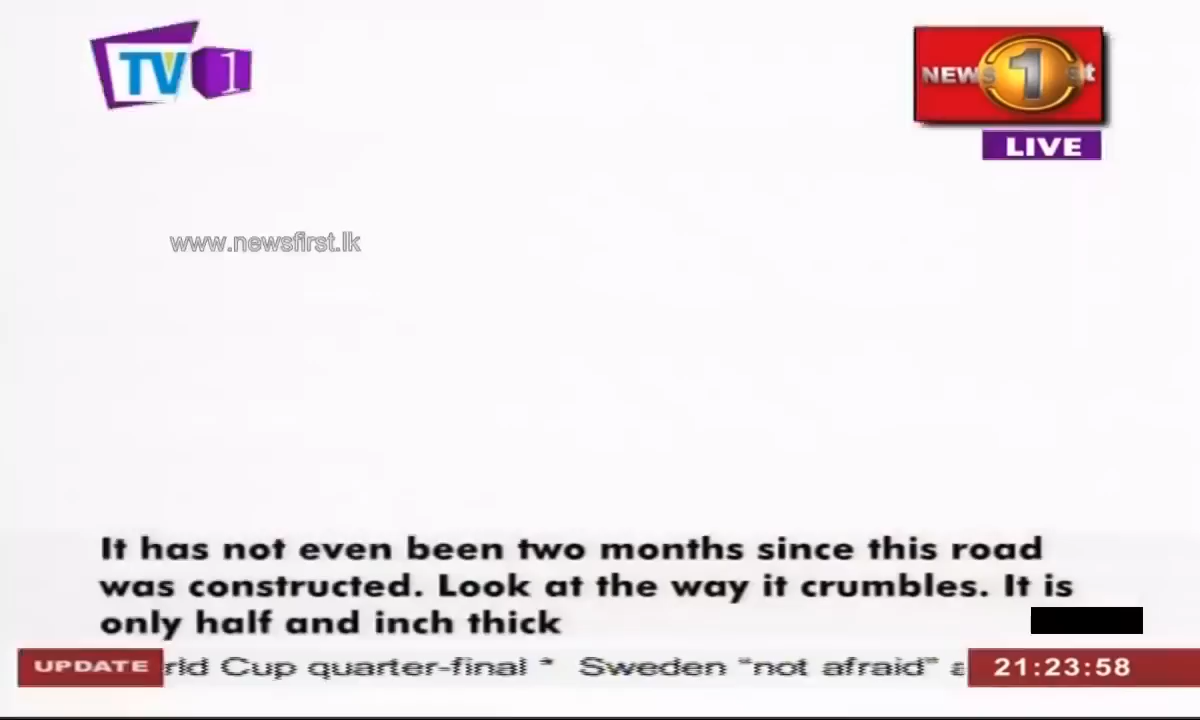 TV 1
NEWS 1st
LIVE
www.newsfirst.lk
It has not even been two months since this road
was constructed. Look at the way it crumbles. It is
only half and inch thick
UPDATE
Cup quarter-final * Sweden "not afraid"
21:23:58